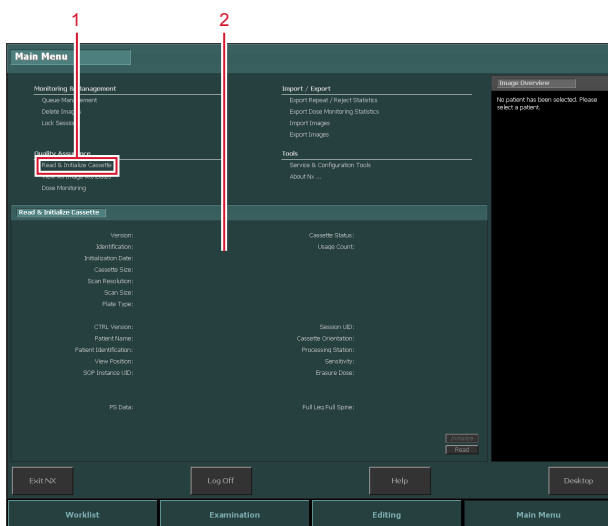 1
2
Main Menu
Monitoring & Management
Queue Management
Delete Images
Lock Session
Quality Assurance
Read & Initialize Cassette
View All Image Attributes
Dose Monitoring
Import / Export
Export Repeat / Reject Statistics
Export Dose Monitoring Statistics
Import Images
Export Images
Tools
Service & Configuration Tools
About Nx ...
Image Overview
No patient has been selected. Please
select a patient.
Read & Initialize Cassette
Version:
Identification:
Initialization Date:
Cassette Size:
Scan Resolution:
Scan Size:
Plate Type:
Cassette Status:
Usage Count:
CTRL Version:
Patient Name:
Patient Identification:
View Position:
SOP Instance UID:
Session UID:
Cassette Orientation:
Processing Station:
Sensitivity:
Erasure Dose:
PS Data:
Full Leg Full Spine:
Initialize
Read
Exit NX
Log Off
Help
Desktop
Worklist
Examination
Editing
Main Menu